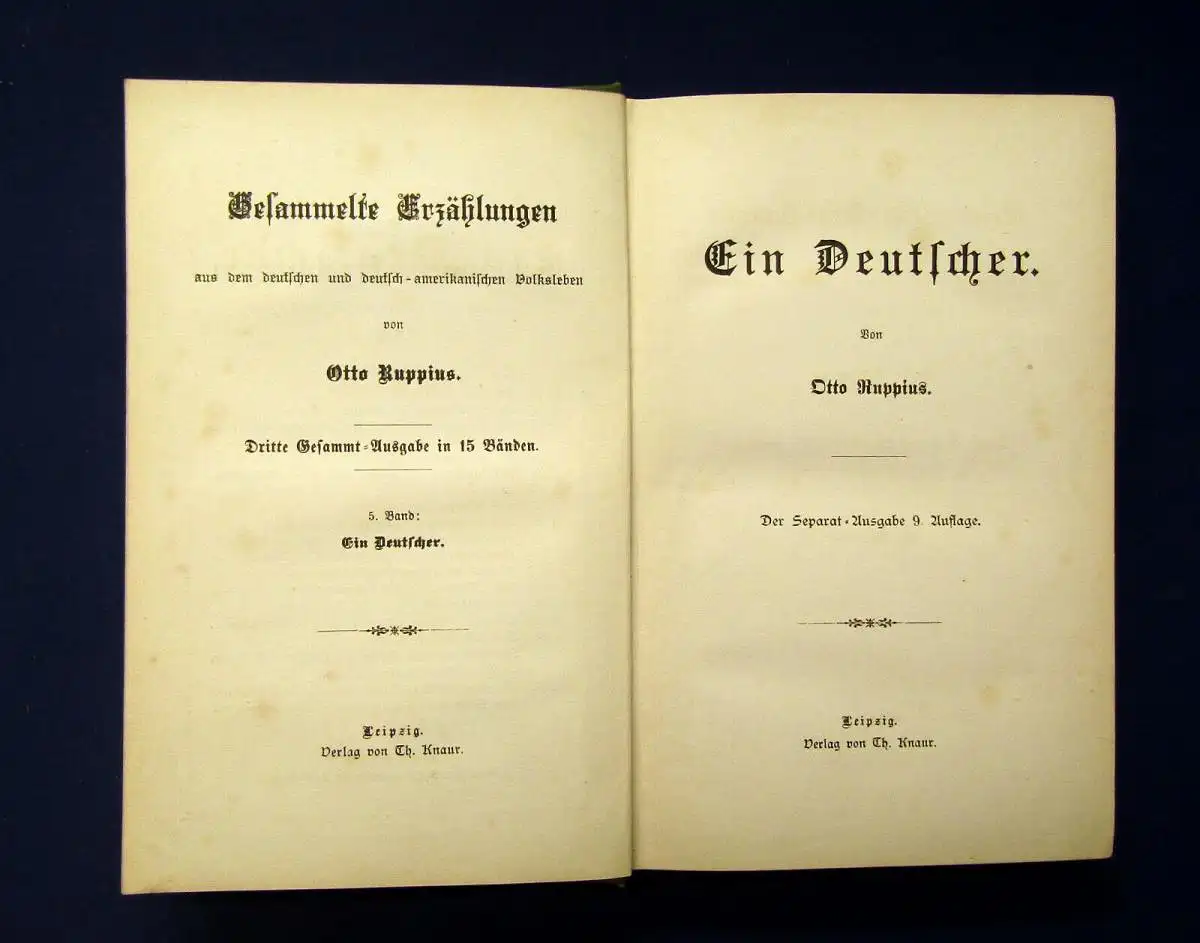 Gesammelte Erzählungen
aus dem deutschen und deutsch-amerikanischen Volksleben
von
Otto Ruppius.
Dritte Gesammt-Ausgabe in 15 Bänden.
5. Band:
Ein Deutscher.
Leipzig.
Verlag von Th. Knaur.
Ein Deutscher.
Von
Otto Ruppius.
Der Separat-Ausgabe 9. Auflage.
Leipzig.
Verlag von Th. Knaur.